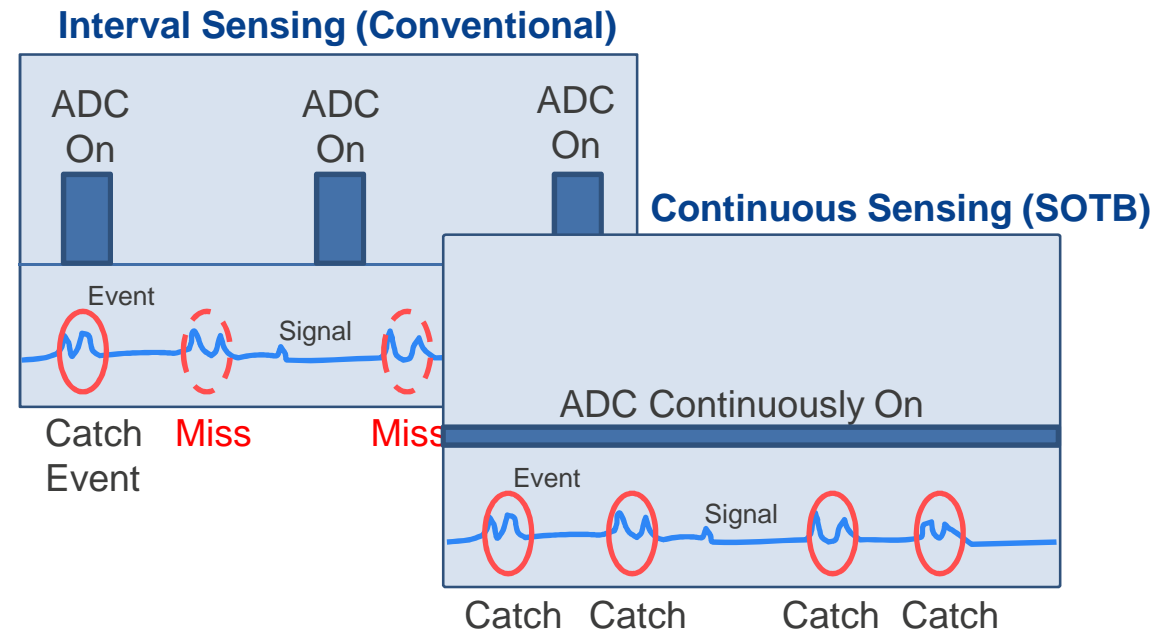 Interval Sensing (Conventional)
ADC
On
ADC
On
ADC
On
Event
Signal
Catch
Event
Miss
Miss
Continuous Sensing (SOTB)
ADC Continuously On
Event
Signal
Catch
Catch
Catch
Catch